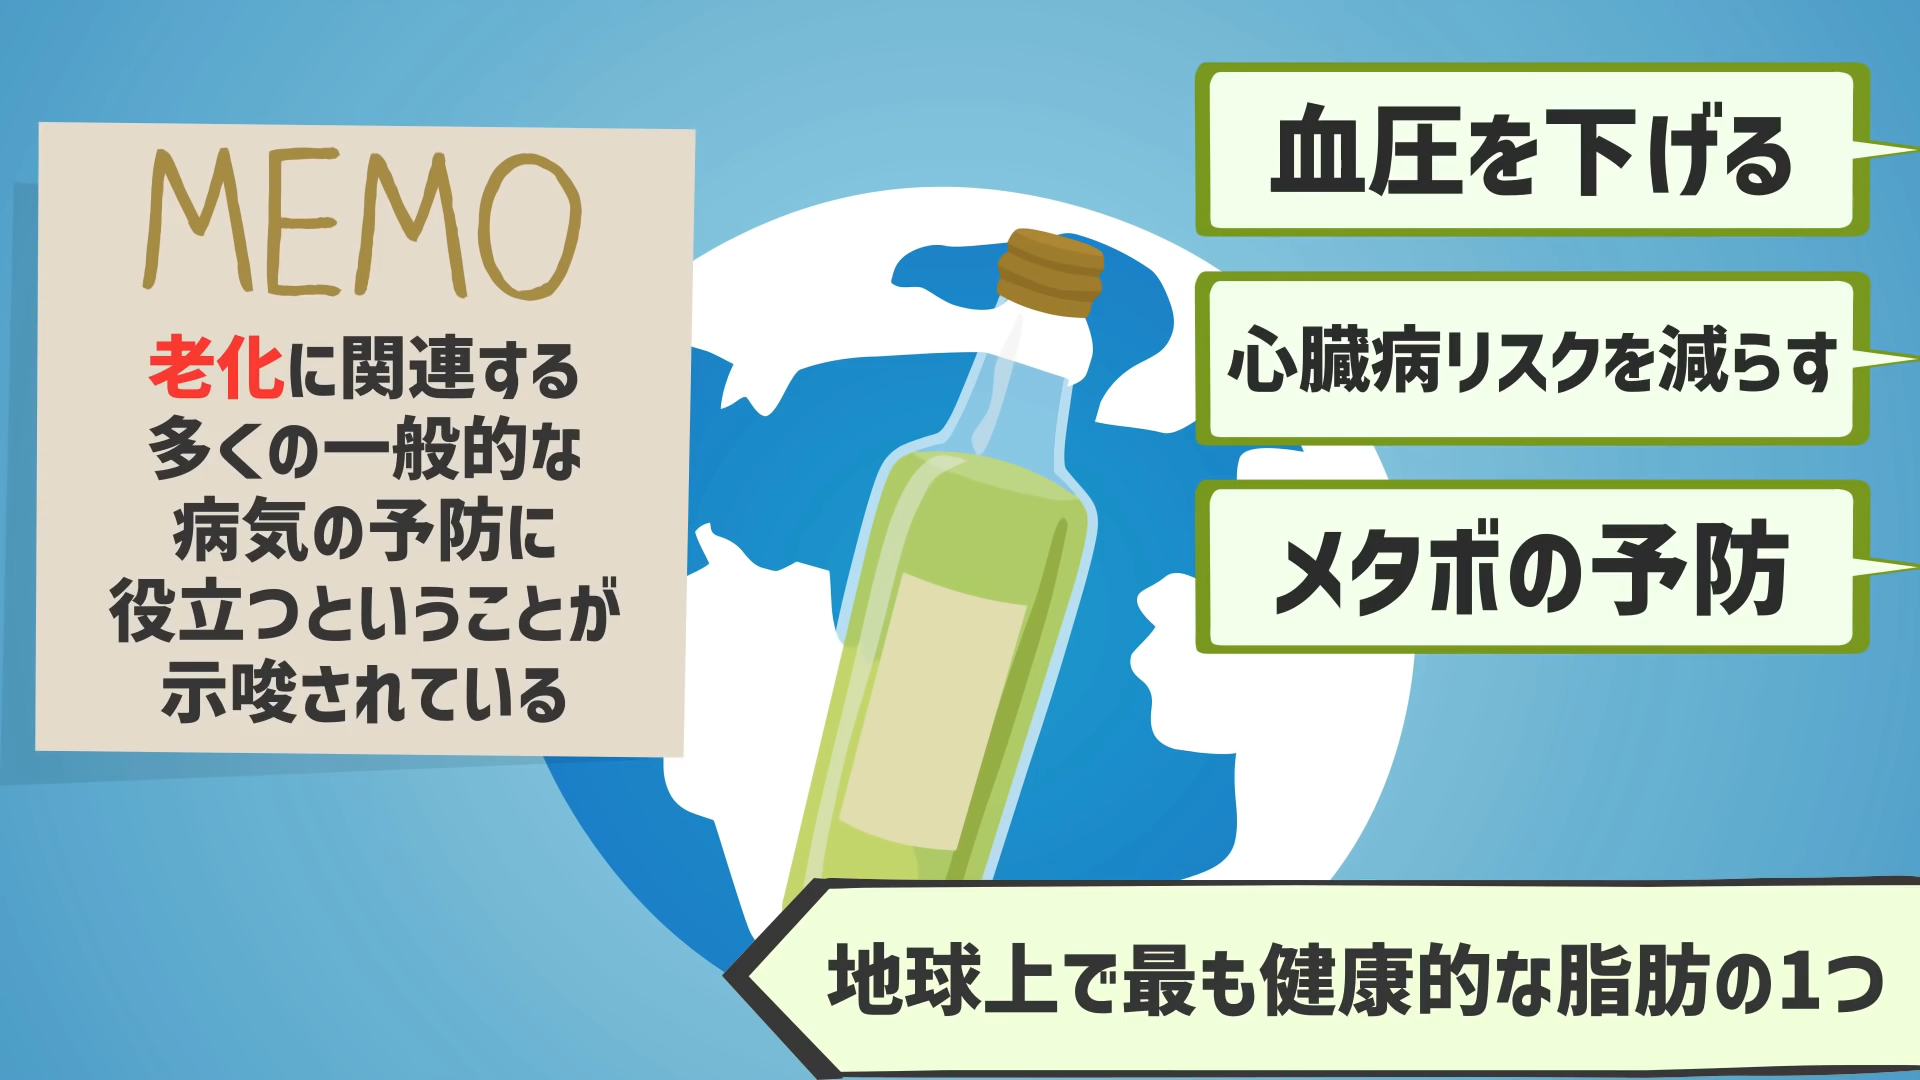 MEMO
老化に関連する
多くの一般的な
病気の予防に
役立つということが
示唆されている
血圧を下げる
心臓病リスクを減らす
メタボの予防
地球上で最も健康的な脂肪の1つ